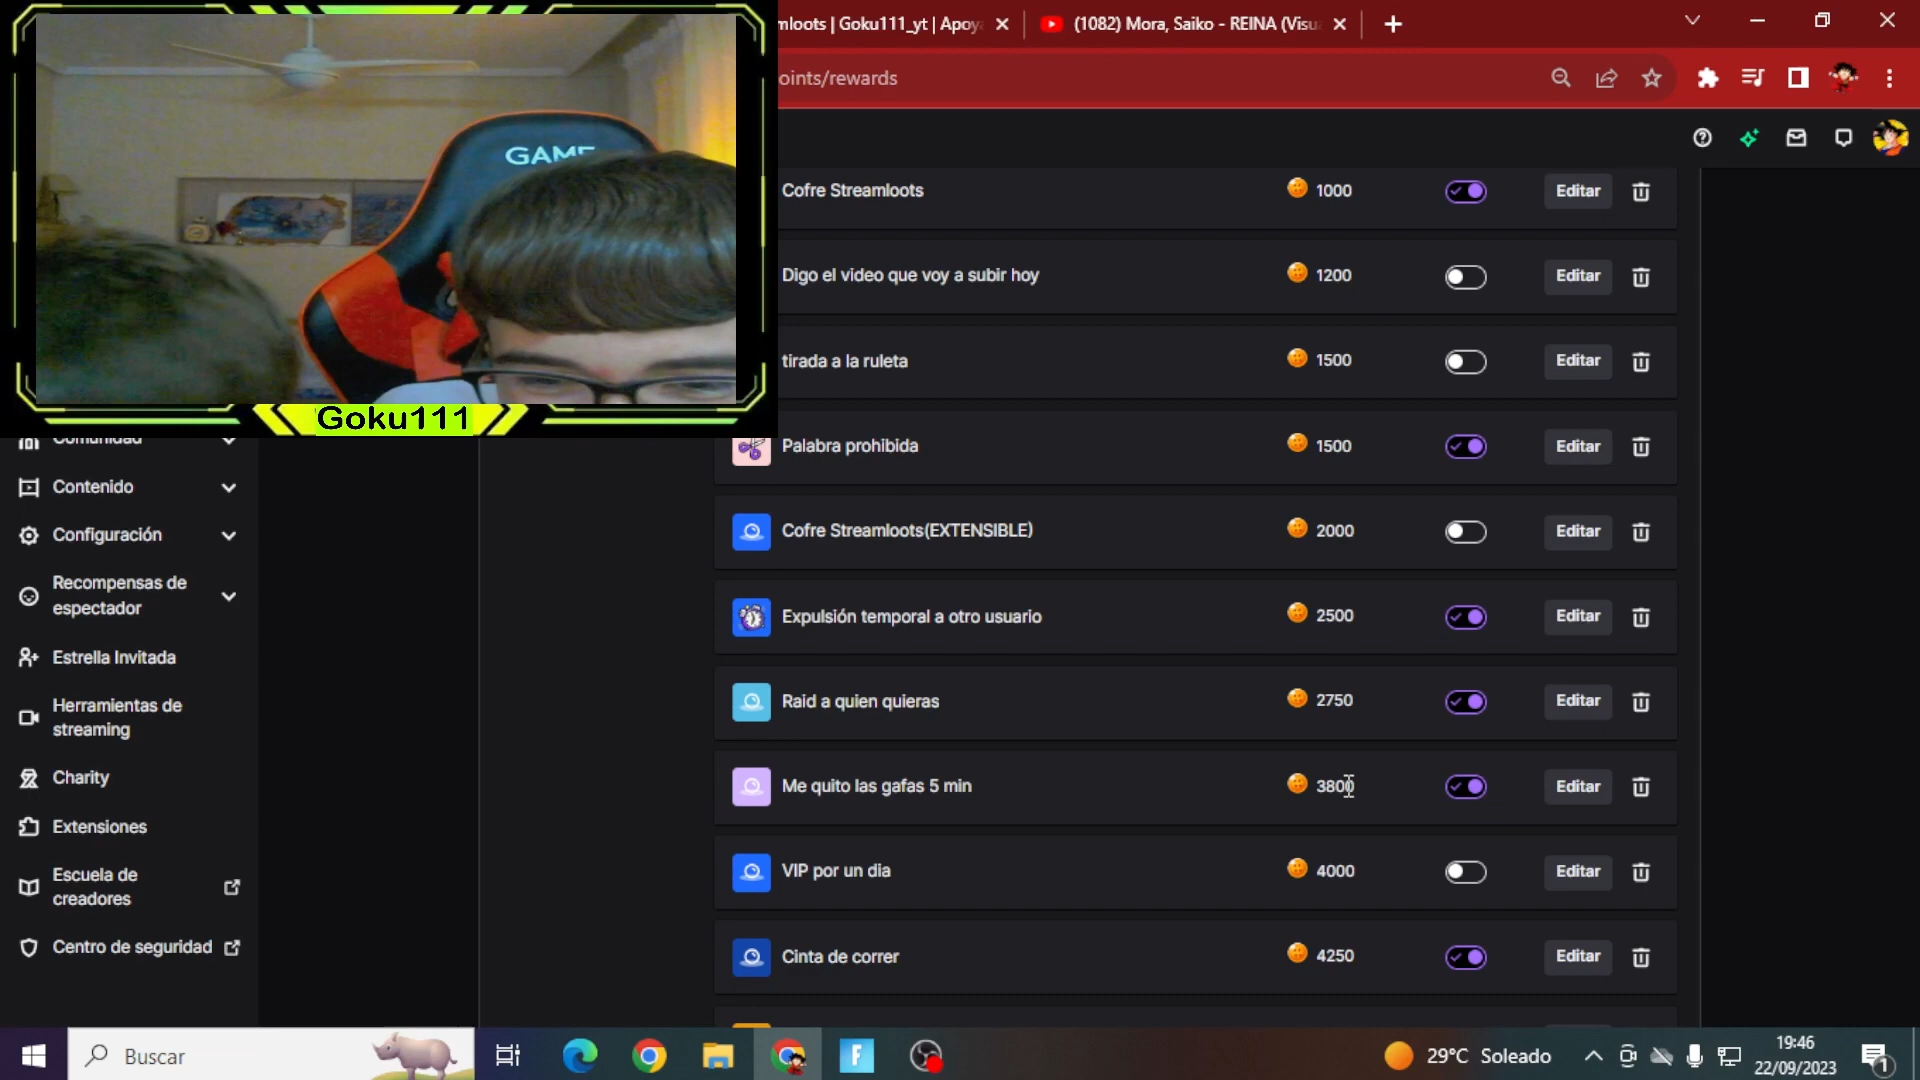 mloots | Goku111_yt | Apoy
(1082) Mora, Saiko - REINA (Visu
oints/rewards
GAME
Goku111
Cofre Streamloots 1000 Editar
Digo el video que voy a subir hoy 1200 Editar
tirada a la ruleta 1500 Editar
Palabra prohibida 1500 Editar
Cofre Streamloots(EXTENSIBLE) 2000 Editar
Expulsión temporal a otro usuario 2500 Editar
Raid a quien quieras 2750 Editar
Me quito las gafas 5 min 3800 Editar
VIP por un dia 4000 Editar
Cinta de correr 4250 Editar
Comunidad
Contenido
Configuración
Recompensas de
espectador
Estrella Invitada
Herramientas de
streaming
Charity
Extensiones
Escuela de
creadores
Centro de seguridad
Buscar
29°C Soleado
19:46
22/09/2023
1